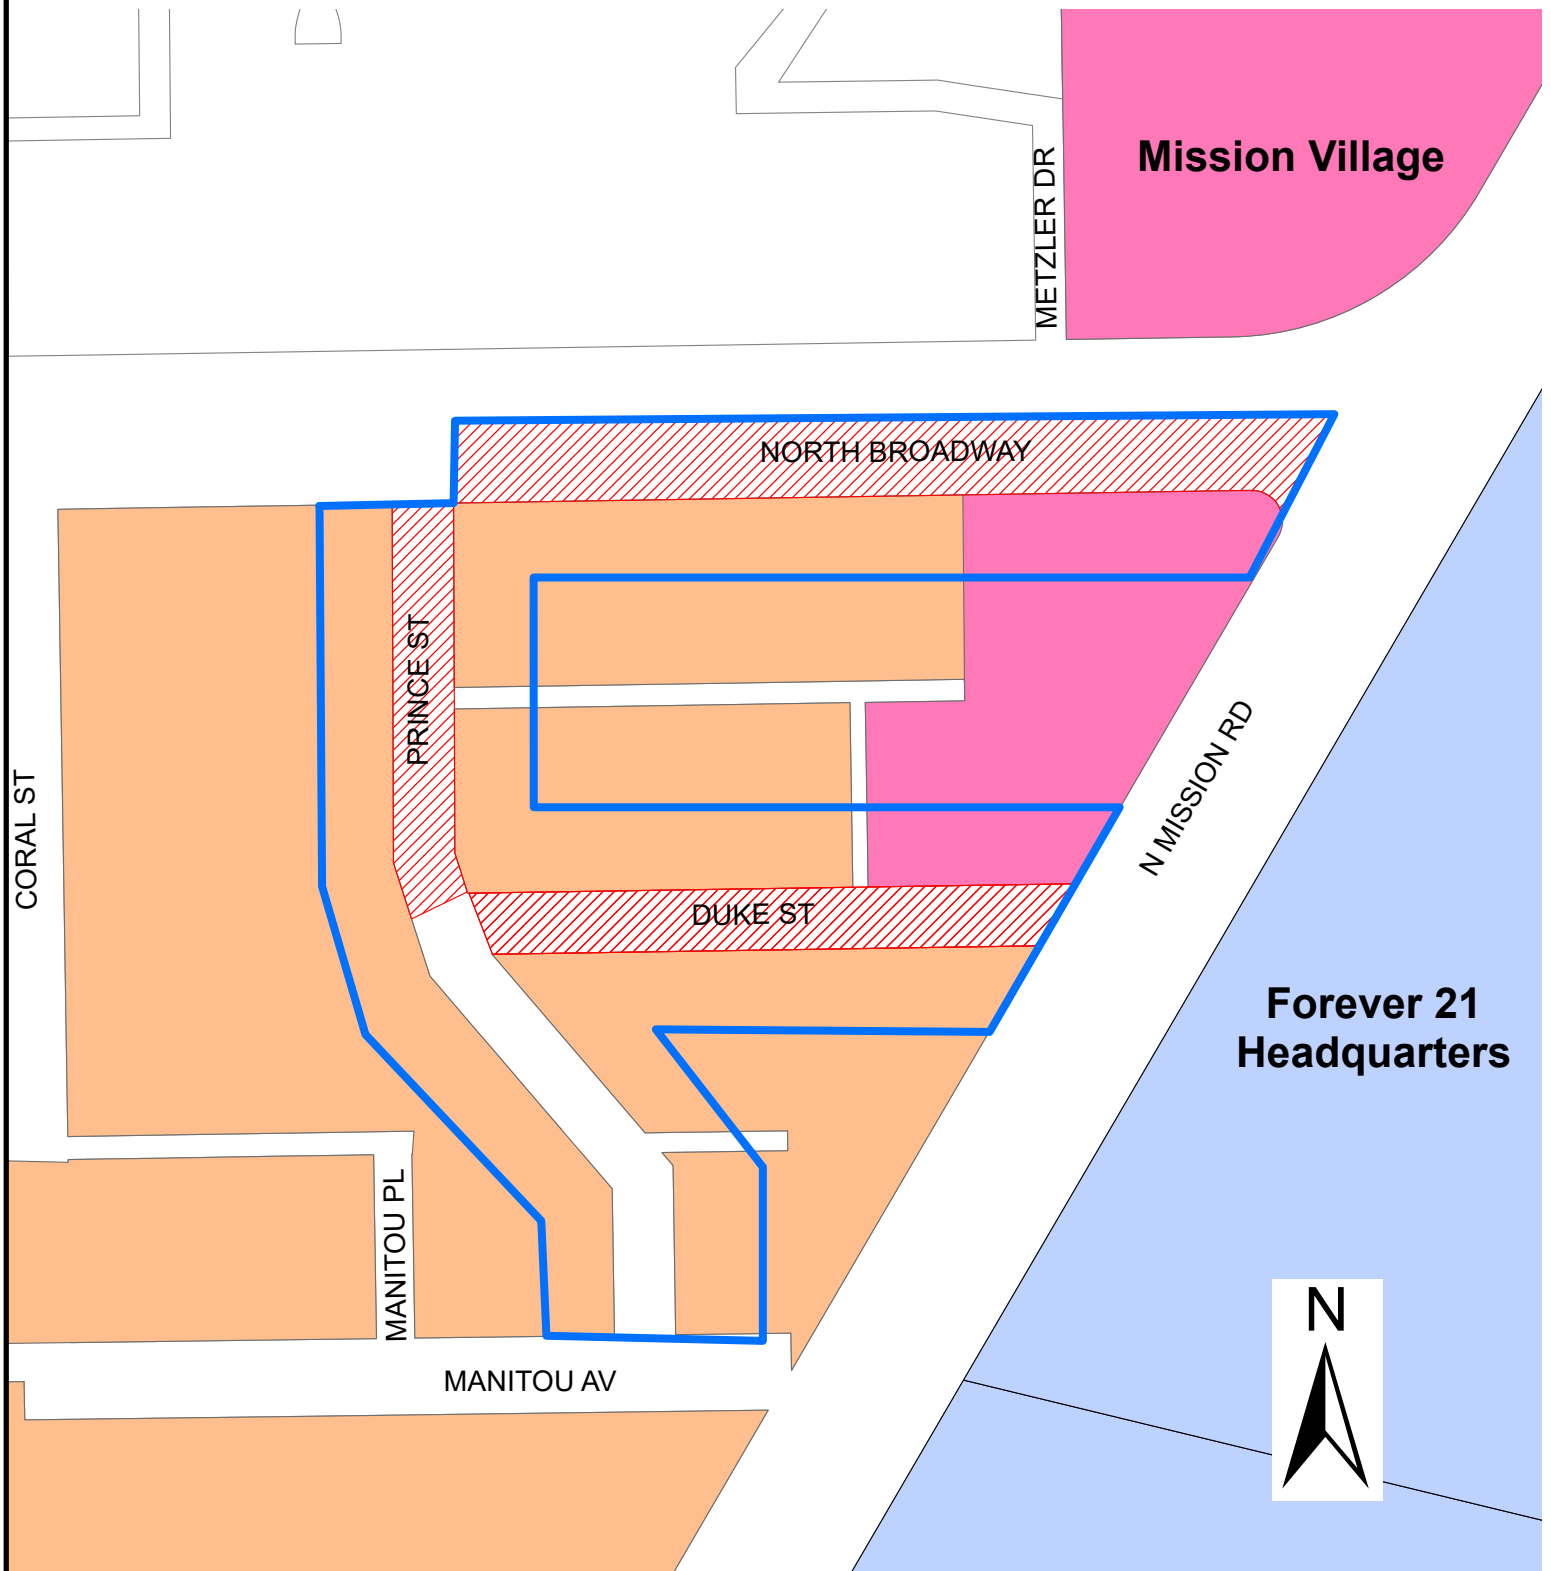 Mission Village
METZLER DR
NORTH BROADWAY
PRINCE ST
N MISSION RD
CORAL ST
DUKE ST
Forever 21
Headquarters
MANITOU PL
N
MANITOU AV